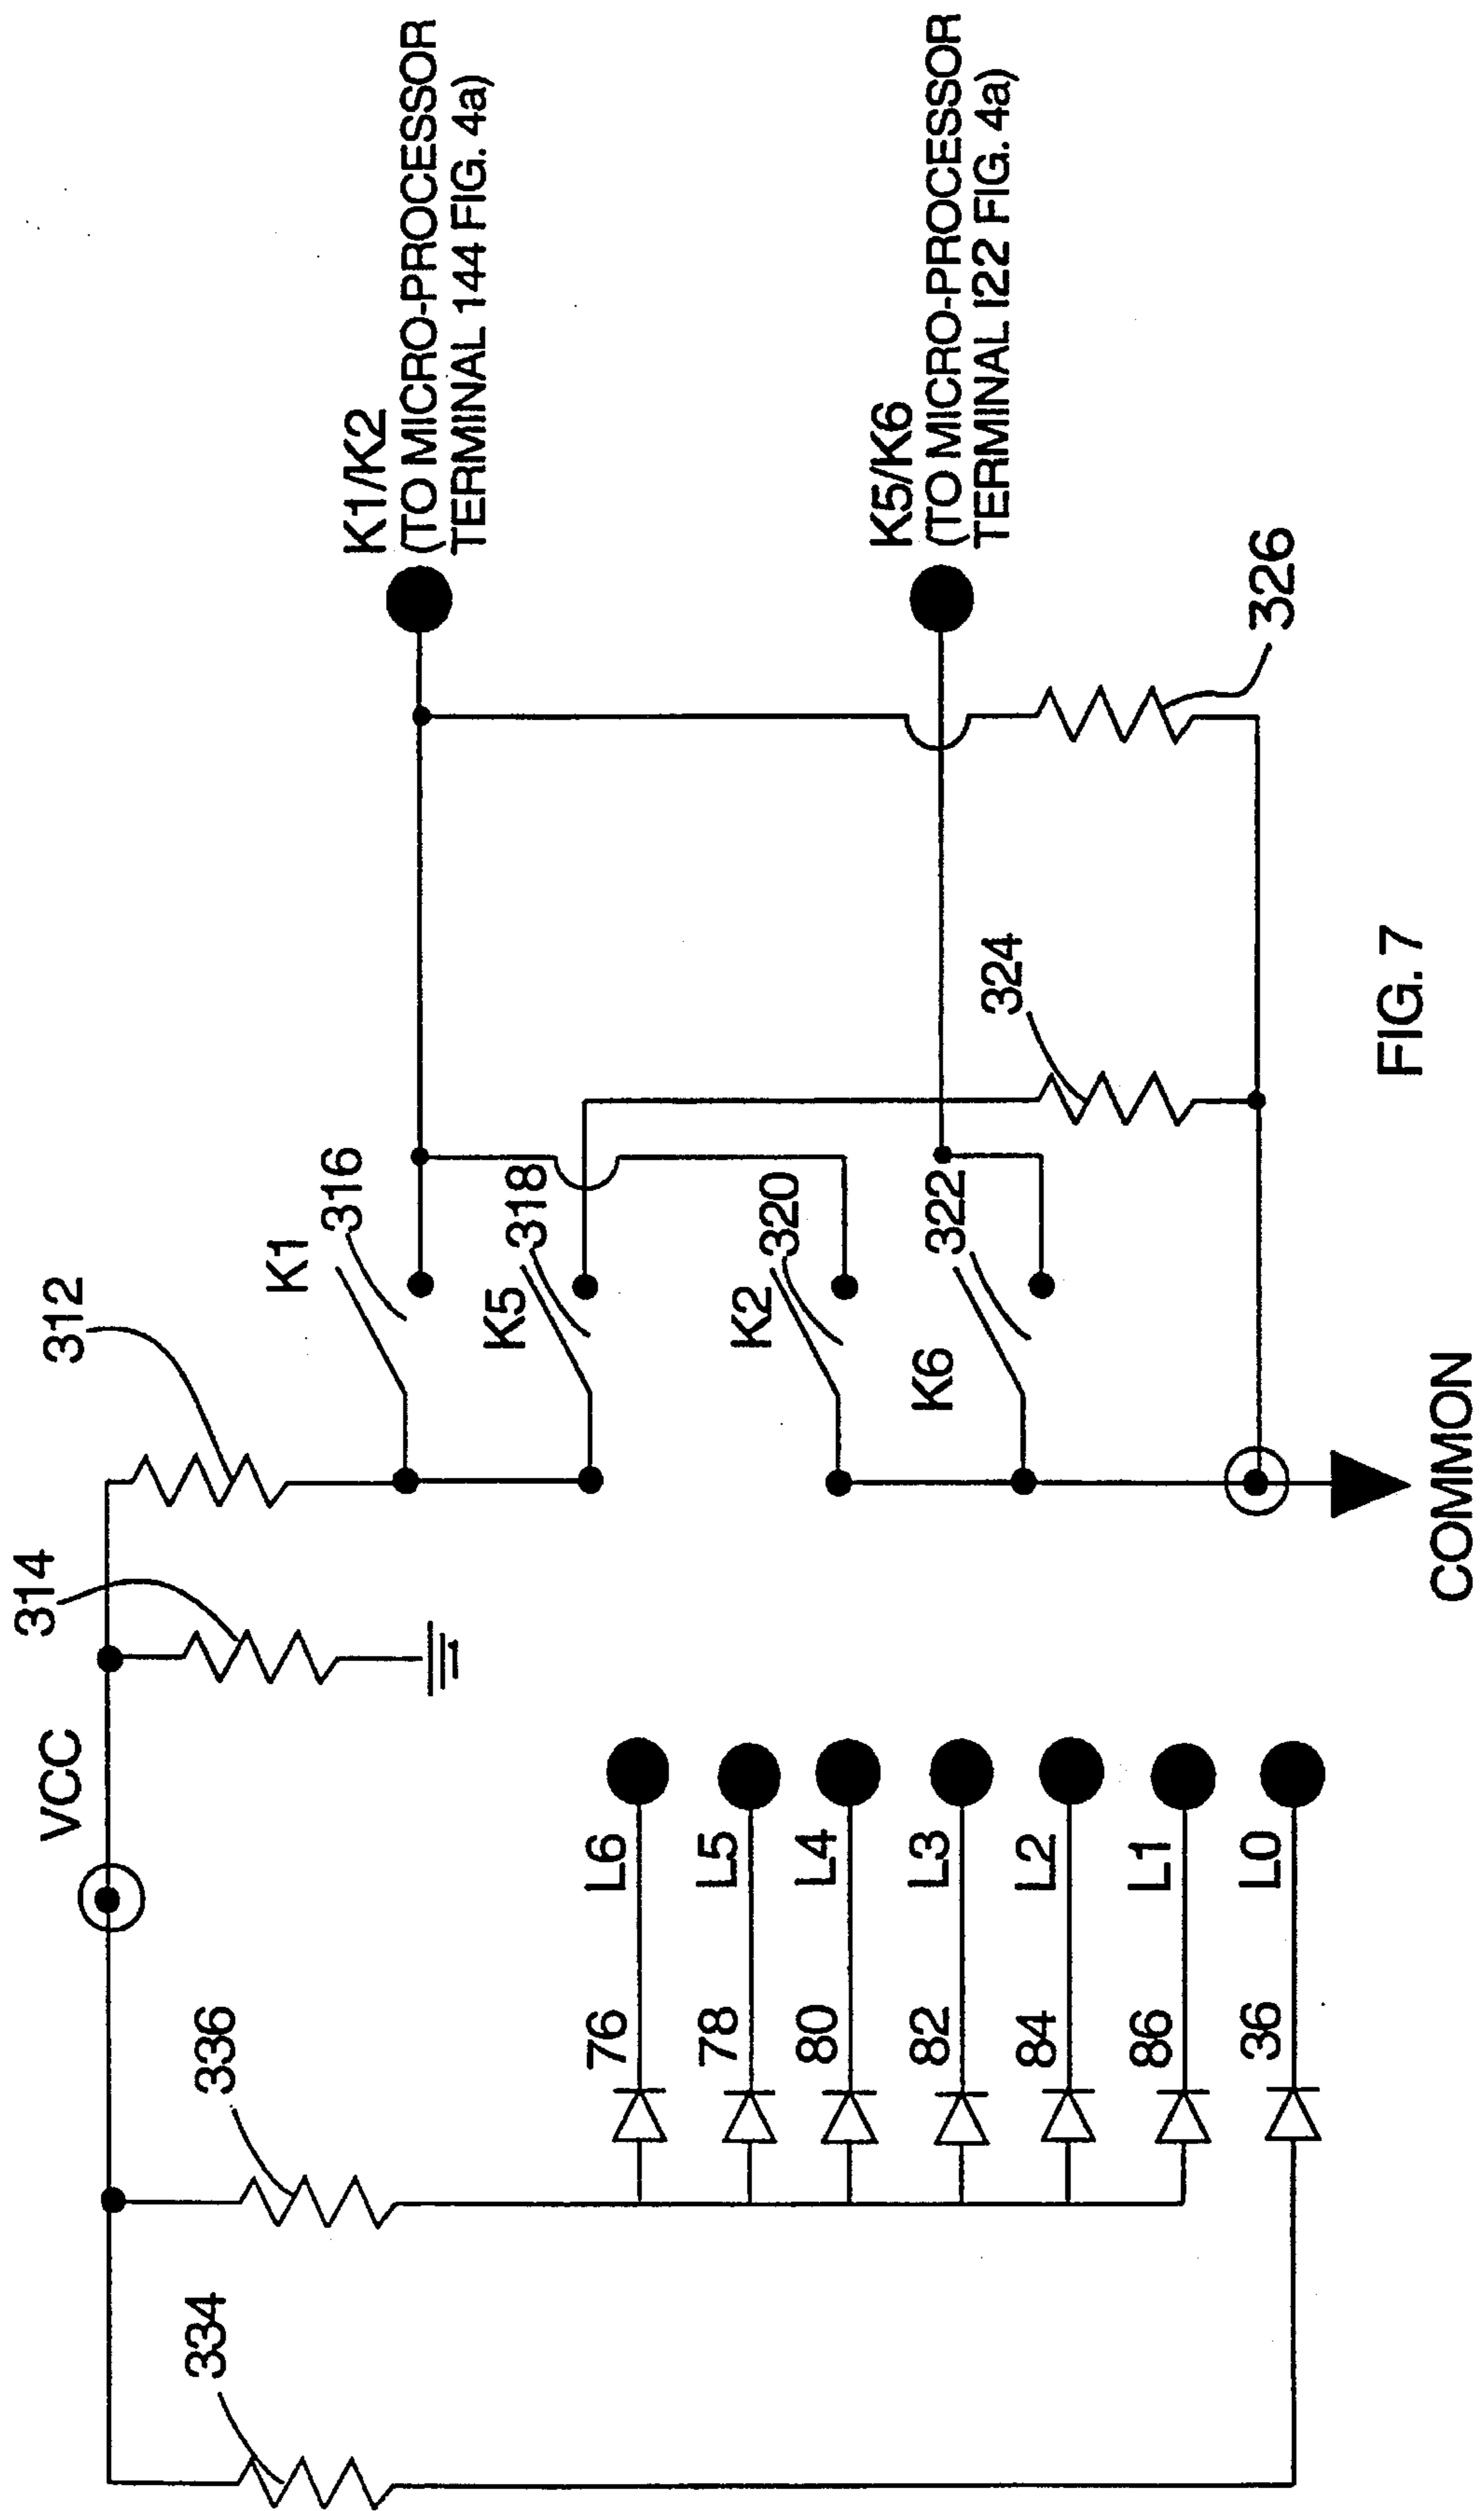 314
VCC
312
334
336
K1
316
K1/K2
(TO MICRO-PROCESSOR
TERMINAL 144 FIG. 4a)
K5
318
76 L6
78 L5
K2
320
80 L4
K5/K6
(TO MICRO-PROCESSOR
TERMINAL I22 FIG. 4a)
82 L3
K6
322
324
84 L2
86 L1
36 L0
326
FIG. 7
COMMON